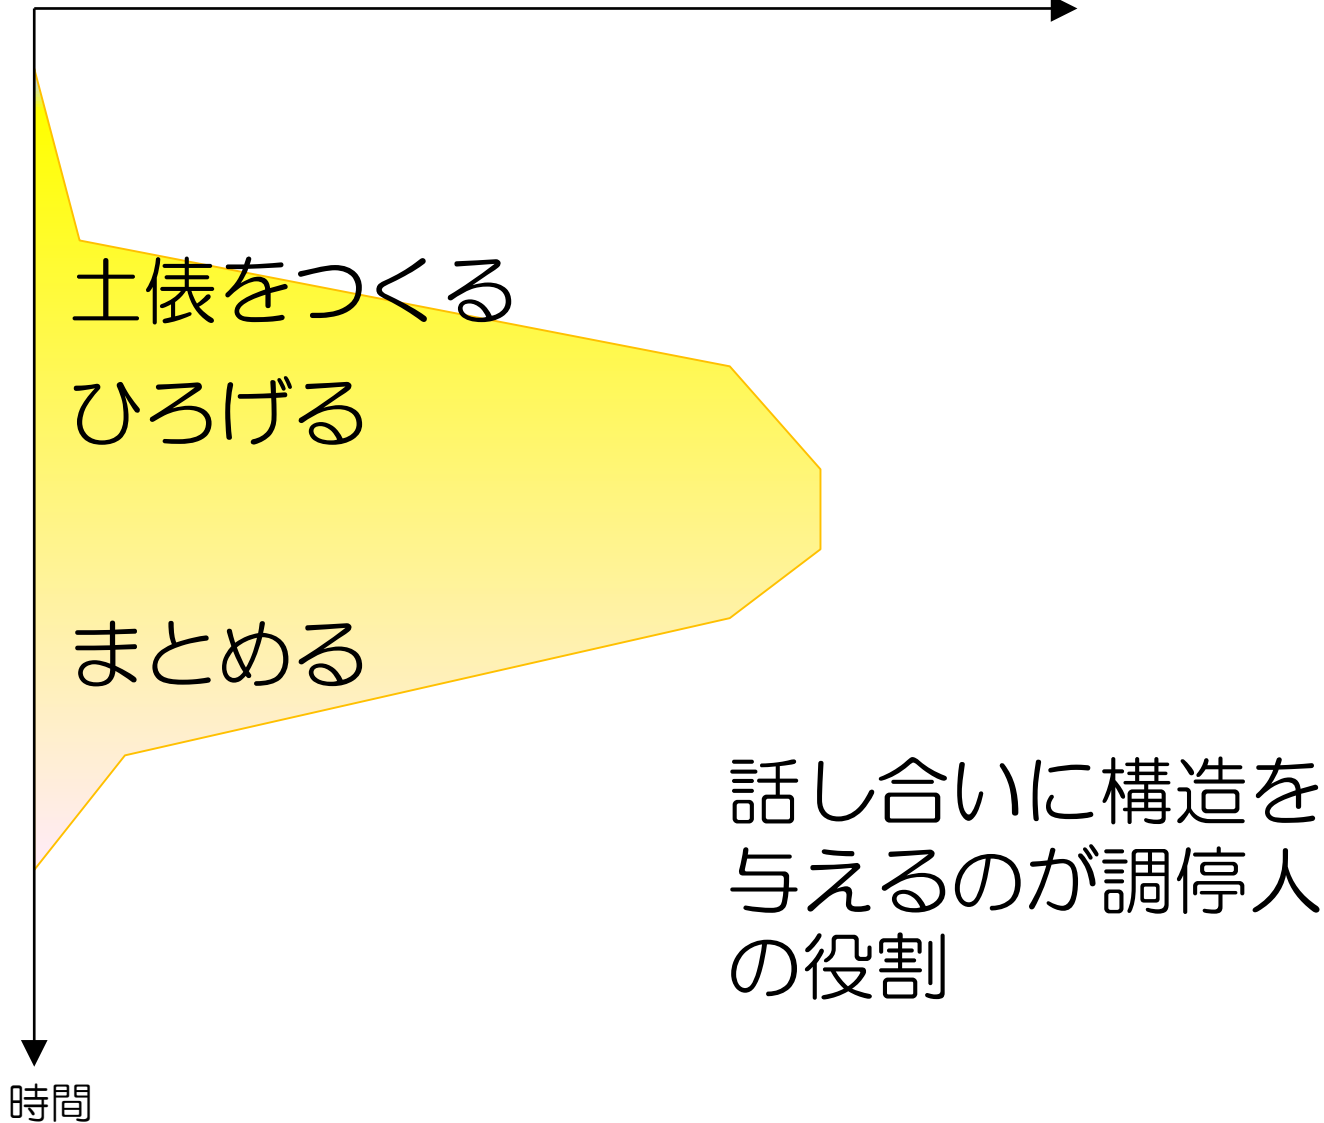 土俵をつくる
ひろげる
まとめる
話し合いに構造を
与えるのが調停人
の役割
時間